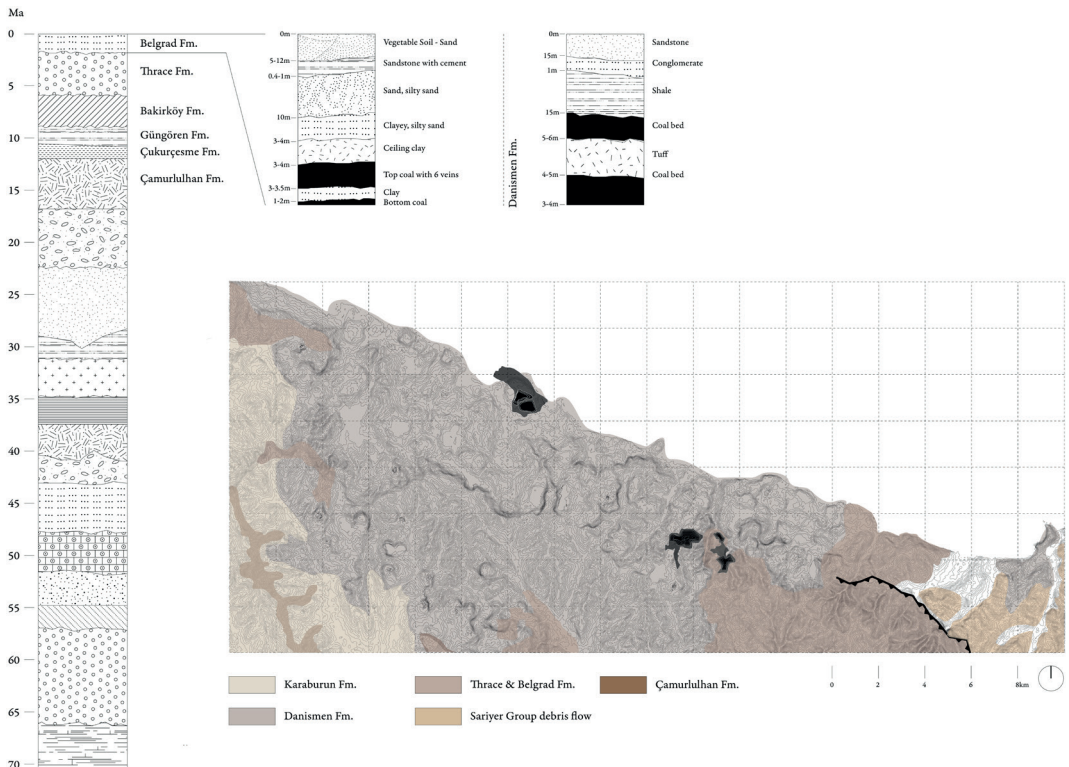 Ma
0
5
10
15
20
25
30
35
40
45
50
55
60
65
70
Belgrad Fm.
Thrace Fm.
Bakirköy Fm.
Güngören Fm.
Çukurçesme Fm.
Çamurlulhan Fm.
0m
5-12m
0.4-1m
10m
3-4m
3-4m
3-3.5m
1-2m
Vegetable Soil - Sand
Sandstone with cement
Sand, silty sand
Clayey, silty sand
Ceiling clay
Top coal with 6 veins
Clay
Bottom coal
Danismen Fm.
0m
15m
1m
15m
5-6m
4-5m
3-4m
Sandstone
Conglomerate
Shale
Coal bed
Tuff
Coal bed
Karaburun Fm.
Thrace & Belgrad Fm.
Çamurlulhan Fm.
Danismen Fm.
Sariyer Group debris flow
0
2
4
6
8km